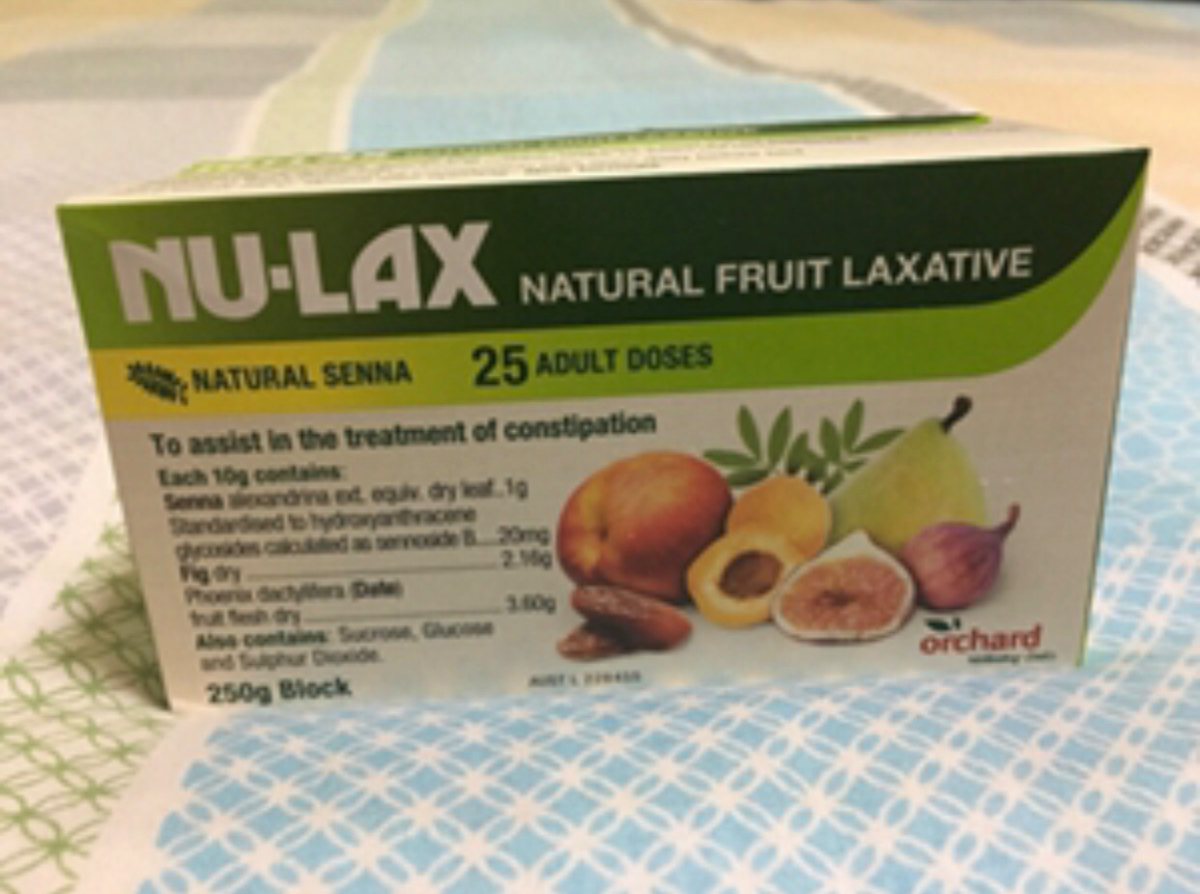 NU-LAX NATURAL FRUIT LAXATIVE
NATURAL SENNA 25 ADULT DOSES
To assist in the treatment of constipation
Each 10g contains:
Senna alexandrina ext. equiv. dry leaf..1g
Standardised to hydroxyanthracene
glycosides calculated as sennoside B....20mg
Fig dry 2.16g
Phoenix dactylifera (Date)
fruit flesh dry 3.60g
Also contains: Sucrose, Glucose
and Sulphur Dioxide.
250g Block
AUST L
orchard